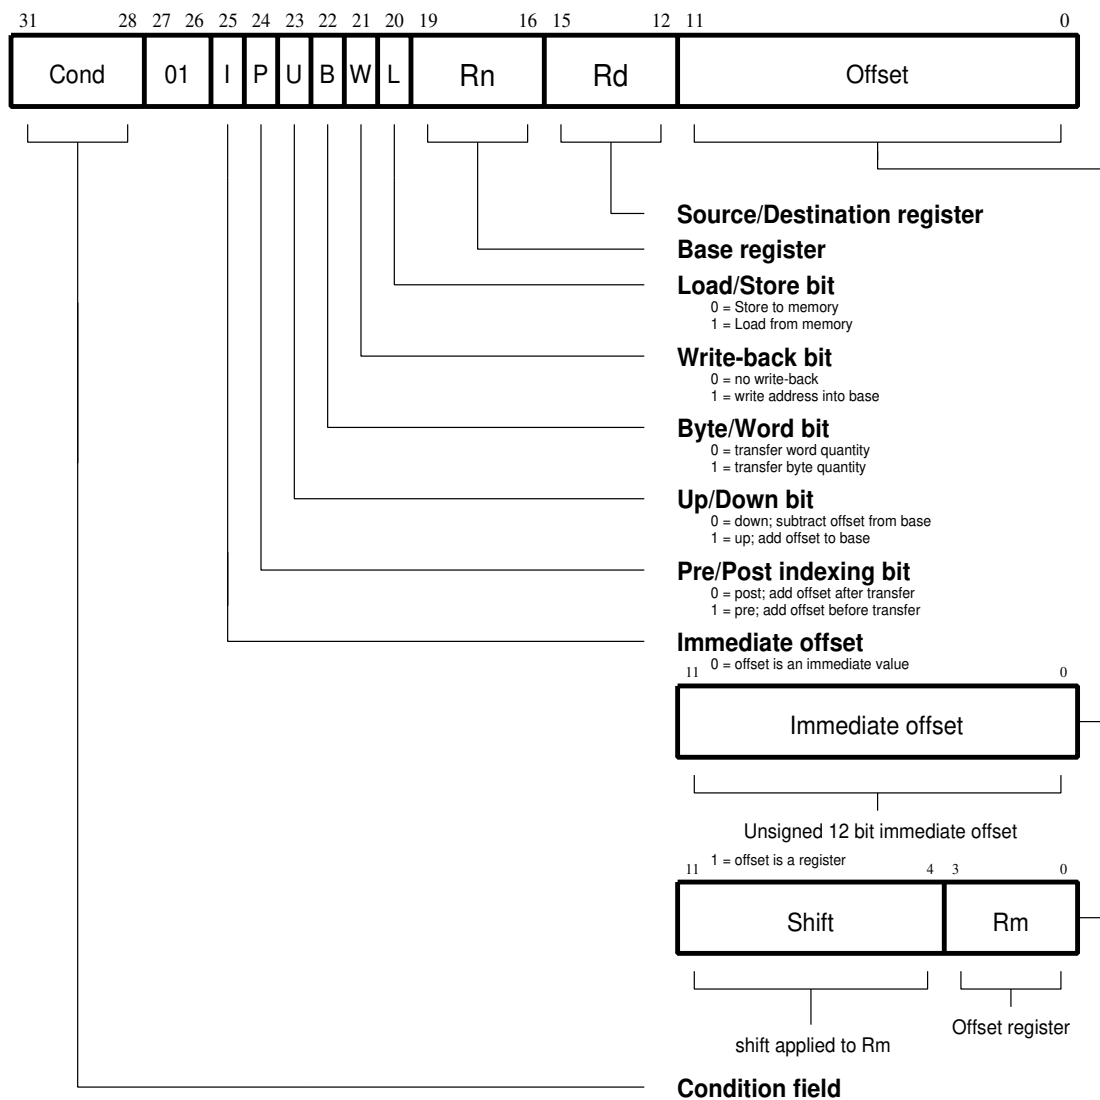 31 28 27 26 25 24 23 22 21 20 19 16 15 12 11 0
Cond 01 I P U B W L Rn Rd Offset
Source/Destination register
Base register
Load/Store bit
0 = Store to memory
1 = Load from memory
Write-back bit
0 = no write-back
1 = write address into base
Byte/Word bit
0 = transfer word quantity
1 = transfer byte quantity
Up/Down bit
0 = down; subtract offset from base
1 = up; add offset to base
Pre/Post indexing bit
0 = post; add offset after transfer
1 = pre; add offset before transfer
Immediate offset
0 = offset is an immediate value
11 0
Immediate offset
Unsigned 12 bit immediate offset
1 = offset is a register
11 4 3 0
Shift Rm
Offset register
shift applied to Rm
Condition field